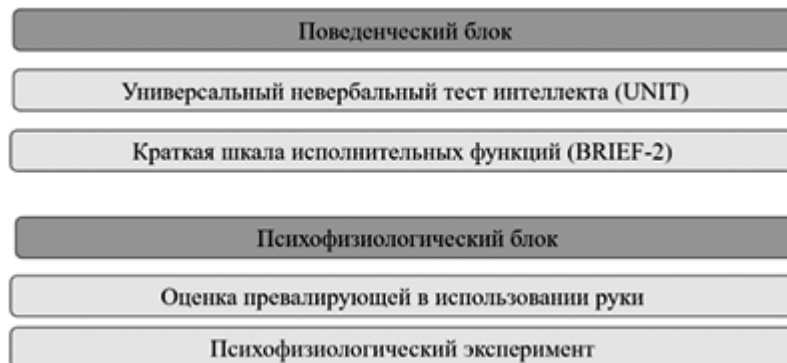 Поведенческий блок
Универсальный невербальный тест интеллекта (UNIT)
Краткая шкала исполнительных функций (BRIEF-2)
Психофизиологический блок
Оценка превалирующей в использовании руки
Психофизиологический эксперимент